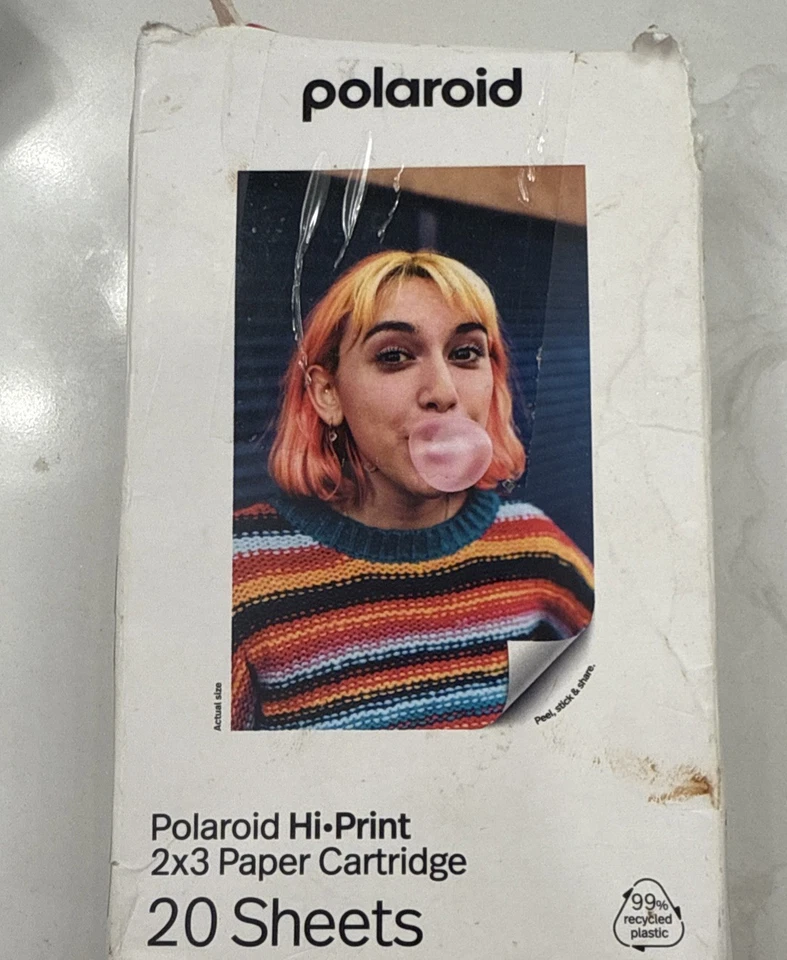 polaroid
Actual size
Peel, stick & share.
Polaroid Hi•Print
2x3 Paper Cartridge
20 Sheets
99%
recycled
plastic